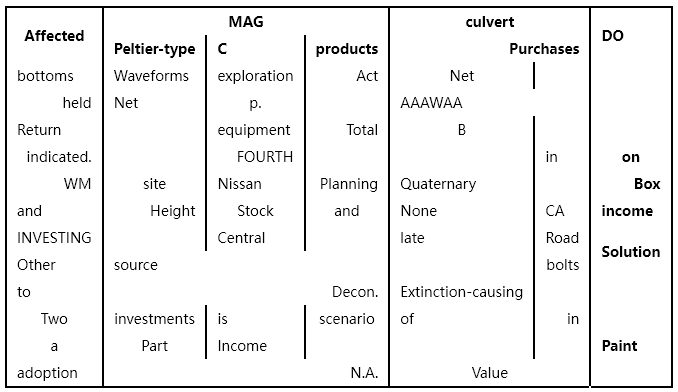 Affected MAG culvert DO
Peltier-type C products Purchases
bottoms Waveforms exploration Act Net
held Net p. AAAWAA
Return equipment Total B
indicated. FOURTH in on
WM site Nissan Planning Quaternary Box
and Height Stock and None CA income
INVESTING Central late Road Solution
Other source bolts
to Decon. Extinction-causing
Two investments is scenario of in
a Part Income Paint
adoption N.A. Value